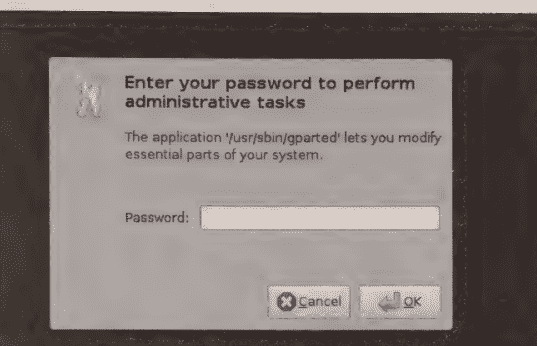 Enter your password to perform
administrative tasks
The application '/usr/sbin/gparted' lets you modify
essential parts of your system.
Password:
Cancel
OK